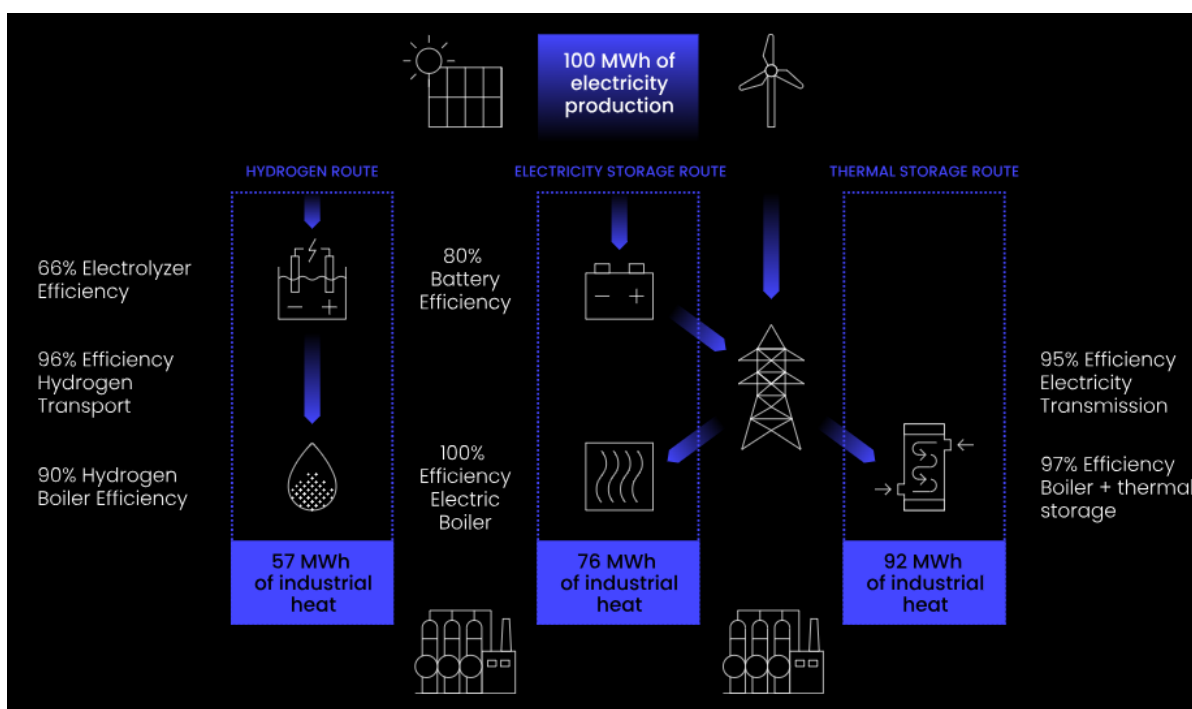 100 MWh of
electricity
production
HYDROGEN ROUTE
ELECTRICITY STORAGE ROUTE
THERMAL STORAGE ROUTE
66% Electrolyzer
Efficiency
96% Efficiency
Hydrogen
Transport
90% Hydrogen
Boiler Efficiency
57 MWh
of industrial
heat
80%
Battery
Efficiency
100%
Efficiency
Electric
Boiler
76 MWh
of industrial
heat
95% Efficiency
Electricity
Transmission
97% Efficiency
Boiler + thermal
storage
92 MWh
of industrial
heat